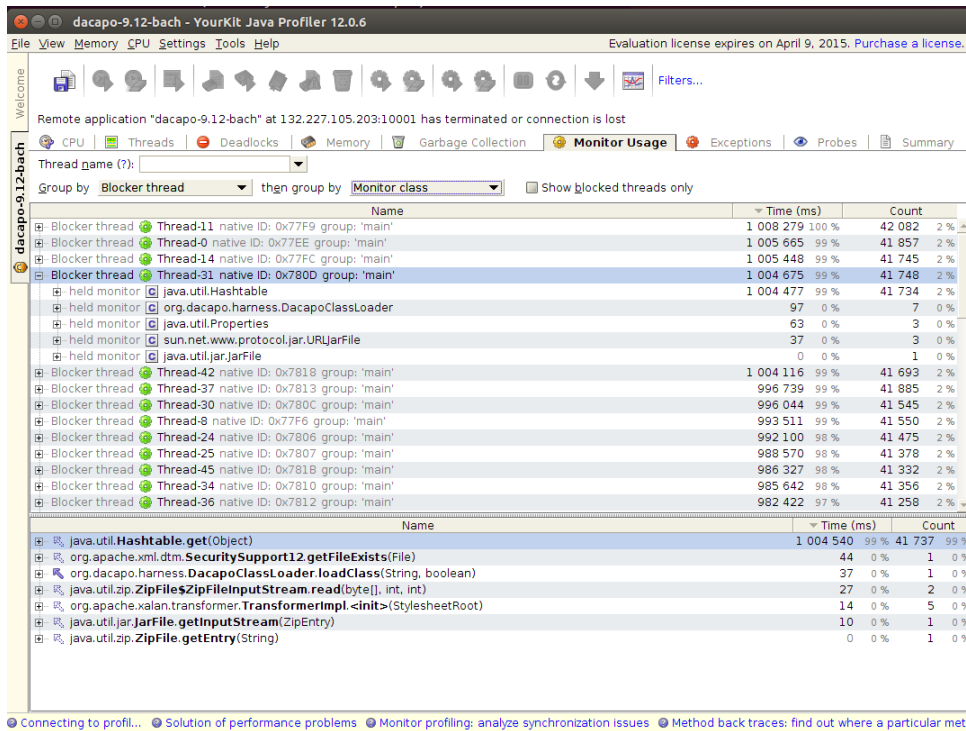 dacapo-9.12-bach - YourKit Java Profiler 12.0.6
File View Memory CPU Settings Tools Help Evaluation license expires on April 9, 2015. Purchase a license.
Welcome
Filters...
Remote application "dacapo-9.12-bach" at 132.227.105.203:10001 has terminated or connection is lost
dacapo-9.12-bach
CPU Threads Deadlocks Memory Garbage Collection Monitor Usage Exceptions Probes Summary
Thread name (?):
Group by Blocker thread then group by Monitor class Show blocked threads only
Name Time (ms) Count
Blocker thread Thread-11 native ID: 0x77F9 group: 'main' 1 008 279 100 % 42 082 2 %
Blocker thread Thread-0 native ID: 0x77EE group: 'main' 1 005 665 99 % 41 857 2 %
Blocker thread Thread-14 native ID: 0x77FC group: 'main' 1 005 448 99 % 41 745 2 %
Blocker thread Thread-31 native ID: 0x780D group: 'main' 1 004 675 99 % 41 748 2 %
held monitor C java.util.Hashtable 1 004 477 99 % 41 734 2 %
held monitor C org.dacapo.harness.DacapoClassLoader 97 0 % 7 0 %
held monitor C java.util.Properties 63 0 % 3 0 %
held monitor C sun.net.www.protocol.jar.URLJarFile 37 0 % 3 0 %
held monitor C java.util.jar.JarFile 0 0 % 1 0 %
Blocker thread Thread-42 native ID: 0x7818 group: 'main' 1 004 116 99 % 41 693 2 %
Blocker thread Thread-37 native ID: 0x7813 group: 'main' 996 739 99 % 41 885 2 %
Blocker thread Thread-30 native ID: 0x780C group: 'main' 996 044 99 % 41 545 2 %
Blocker thread Thread-8 native ID: 0x77F6 group: 'main' 993 511 99 % 41 550 2 %
Blocker thread Thread-24 native ID: 0x7806 group: 'main' 992 100 98 % 41 475 2 %
Blocker thread Thread-25 native ID: 0x7807 group: 'main' 988 570 98 % 41 378 2 %
Blocker thread Thread-45 native ID: 0x781B group: 'main' 986 327 98 % 41 332 2 %
Blocker thread Thread-34 native ID: 0x7810 group: 'main' 985 642 98 % 41 356 2 %
Blocker thread Thread-36 native ID: 0x7812 group: 'main' 982 422 97 % 41 258 2 %
Name Time (ms) Count
java.util.Hashtable.get(Object) 1 004 540 99 % 41 737 99 %
org.apache.xml.dtm.SecuritySupport12.getFileExists(File) 44 0 % 1 0 %
org.dacapo.harness.DacapoClassLoader.loadClass(String, boolean) 37 0 % 1 0 %
java.util.zip.ZipFile$ZipFileInputStream.read(byte[], int, int) 27 0 % 2 0 %
org.apache.xalan.transformer.TransformerImpl.<init>(StylesheetRoot) 14 0 % 5 0 %
java.util.jar.JarFile.getInputStream(ZipEntry) 10 0 % 1 0 %
java.util.zip.ZipFile.getEntry(String) 0 0 % 1 0 %
Connecting to profil... Solution of performance problems Monitor profiling: analyze synchronization issues Method back traces: find out where a particular met